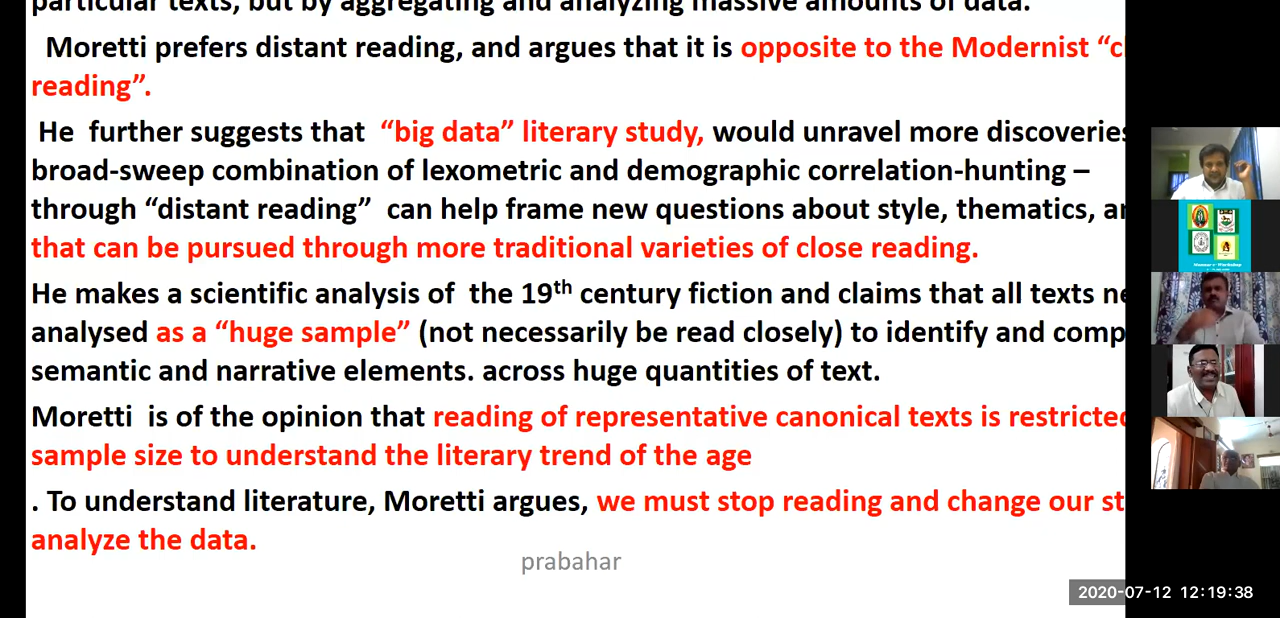 particular texts, but by aggregating and analyzing massive amounts of data.
Moretti prefers distant reading, and argues that it is opposite to the Modernist
reading”.
He further suggests that “big data” literary study, would unravel more discoveries
broad-sweep combination of lexometric and demographic correlation-hunting –
through “distant reading” can help frame new questions about style, thematics,
that can be pursued through more traditional varieties of close reading.
He makes a scientific analysis of the 19th century fiction and claims that all texts
analysed as a “huge sample” (not necessarily be read closely) to identify and
semantic and narrative elements. across huge quantities of text.
Moretti is of the opinion that reading of representative canonical texts is restricted
sample size to understand the literary trend of the age
. To understand literature, Moretti argues, we must stop reading and change our
analyze the data.
prabahar
2020-07-12 12:19:38